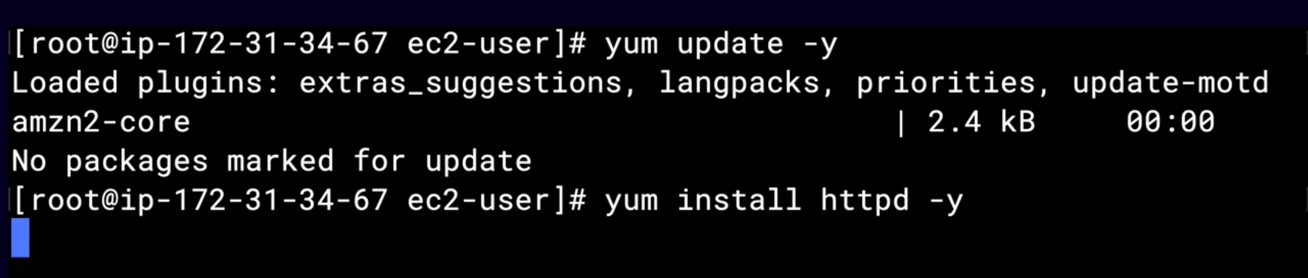 [root@ip-172-31-34-67 ec2-user]# yum update -y
Loaded plugins: extras_suggestions, langpacks, priorities, update-motd
amzn2-core                                       | 2.4 kB     00:00
No packages marked for update
[root@ip-172-31-34-67 ec2-user]# yum install httpd -y